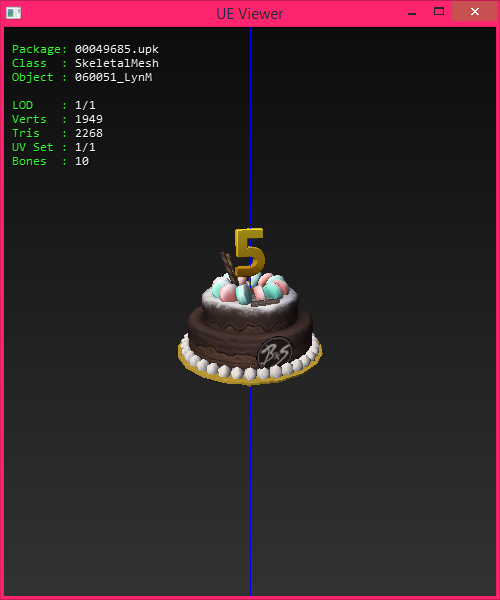 UE Viewer
Package: 00049685.upk
Class : SkeletalMesh
Object : 060051_LynM
LOD : 1/1
Verts : 1949
Tris : 2268
UV Set : 1/1
Bones : 10
5
B&S